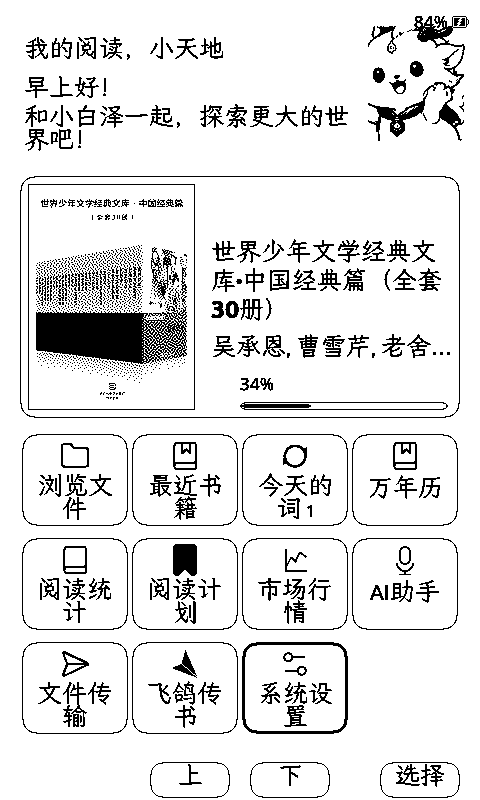 84%
我的阅读，小天地
早上好！
和小白泽一起，探索更大的世
界吧！
世界少年文学经典文库·中国经典篇
（全套30册）
世界少年文学经典文
库·中国经典篇（全套
30册）
吴承恩, 曹雪芹, 老舍...
34%
浏览文
件
最近书
籍
今天的
词1
万年历
阅读统
计
阅读计
划
市场行
情
AI助手
文件传
输
飞鸽传
书
系统设
置
上
下
选择